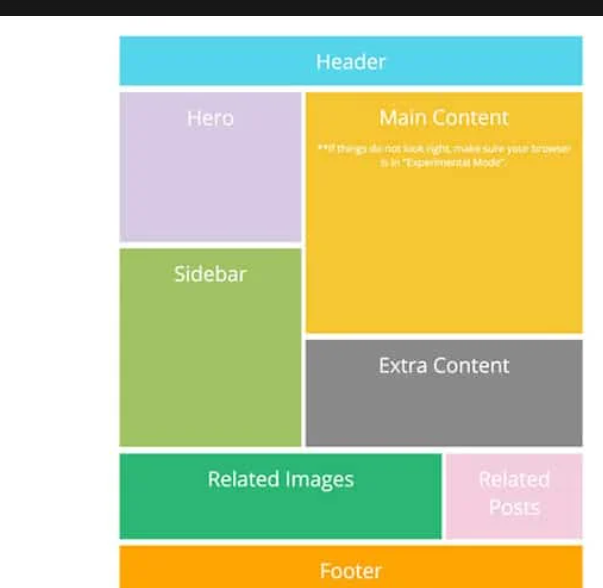 Header
Hero
Main Content
**If things do not look right, make sure your browser
is in "Experimental Mode".
Sidebar
Extra Content
Related Images
Related
Posts
Footer